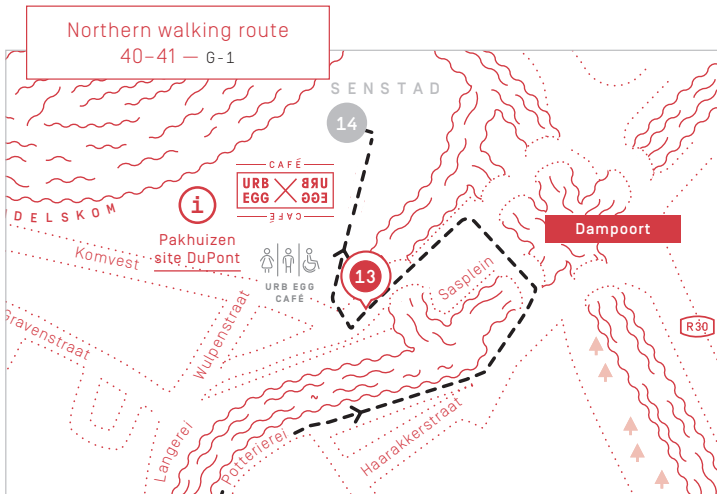 Northern walking route
40–41 — G-1
SENSTAD
14
CAFÉ
URB EGG
URB EGG
CAFÉ
i
DELSKOM
Pakhuizen
site DuPont
Dampoort
Komvest
URB EGG
CAFÉ
13
Sasplein
R30
Gravenstraat
Wulpenstraat
Langerei
Potterierei
Haarakkerstraat